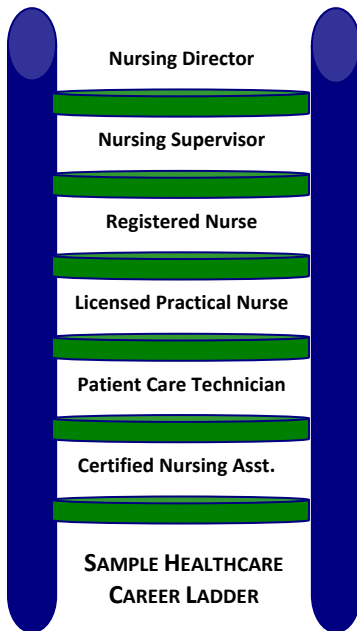 Nursing Director
Nursing Supervisor
Registered Nurse
Licensed Practical Nurse
Patient Care Technician
Certified Nursing Asst.
SAMPLE HEALTHCARE
CAREER LADDER